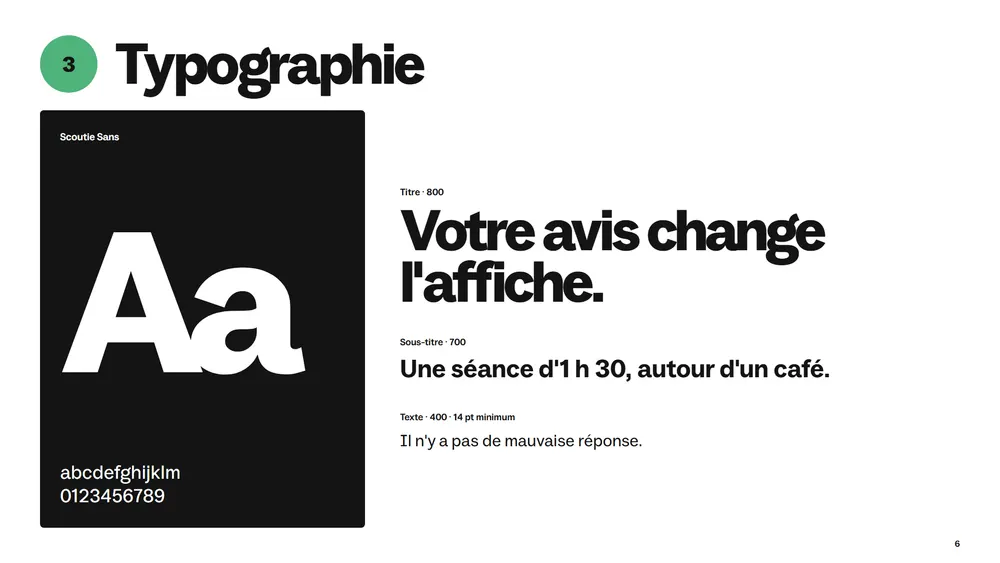 3
Typographie
Scoutie Sans
Aa
abcdefghijklm
0123456789
Titre · 800
Votre avis change
l'affiche.
Sous-titre · 700
Une séance d'1 h 30, autour d'un café.
Texte · 400 · 14 pt minimum
Il n'y a pas de mauvaise réponse.
6